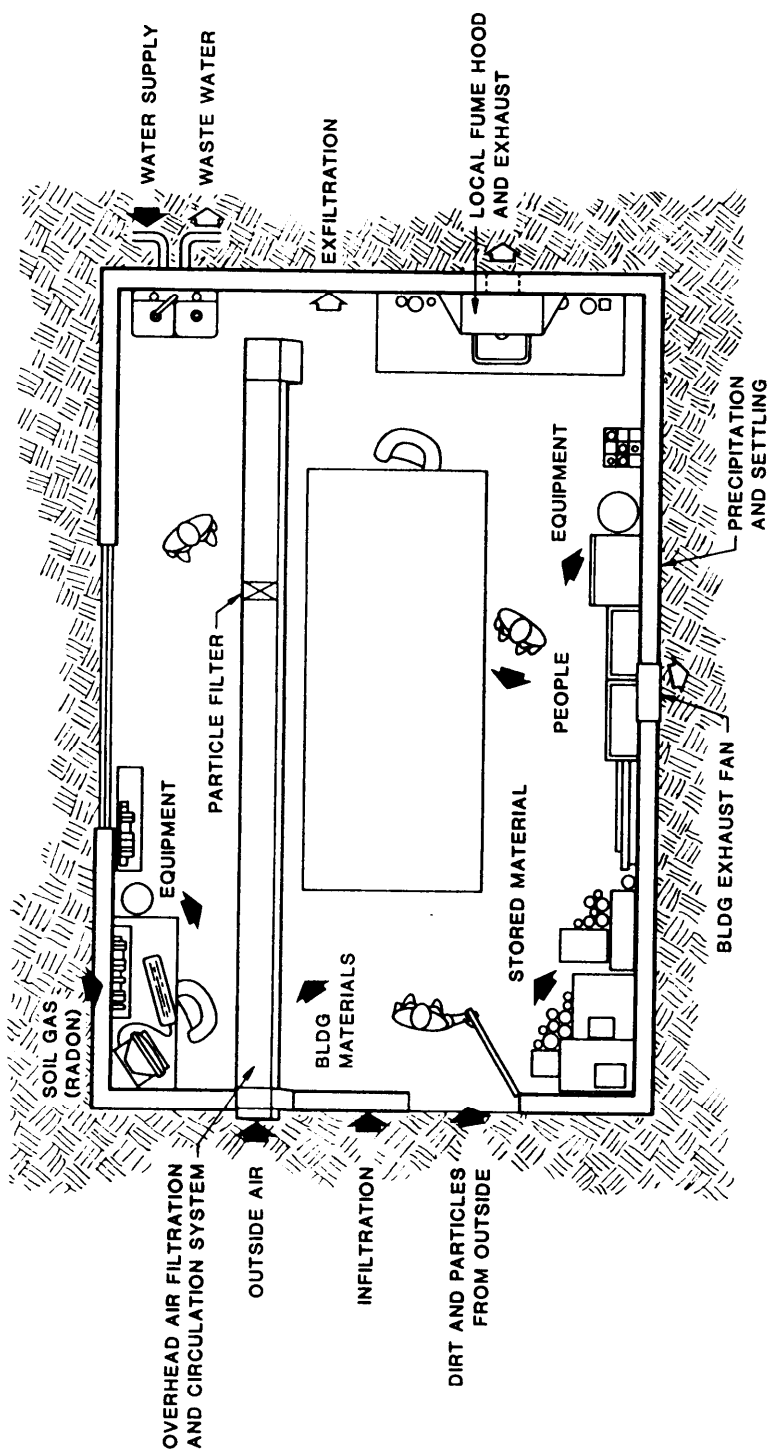 WATER SUPPLY
WASTE WATER
EXFILTRATION
LOCAL FUME HOOD
AND EXHAUST
PARTICLE FILTER
EQUIPMENT
PEOPLE
EQUIPMENT
PRECIPITATION
AND SETTLING
SOIL GAS
(RADON)
BLDG
MATERIALS
STORED MATERIAL
BLDG EXHAUST FAN
OVERHEAD AIR FILTRATION
AND CIRCULATION SYSTEM
OUTSIDE AIR
INFILTRATION
DIRT AND PARTICLES
FROM OUTSIDE